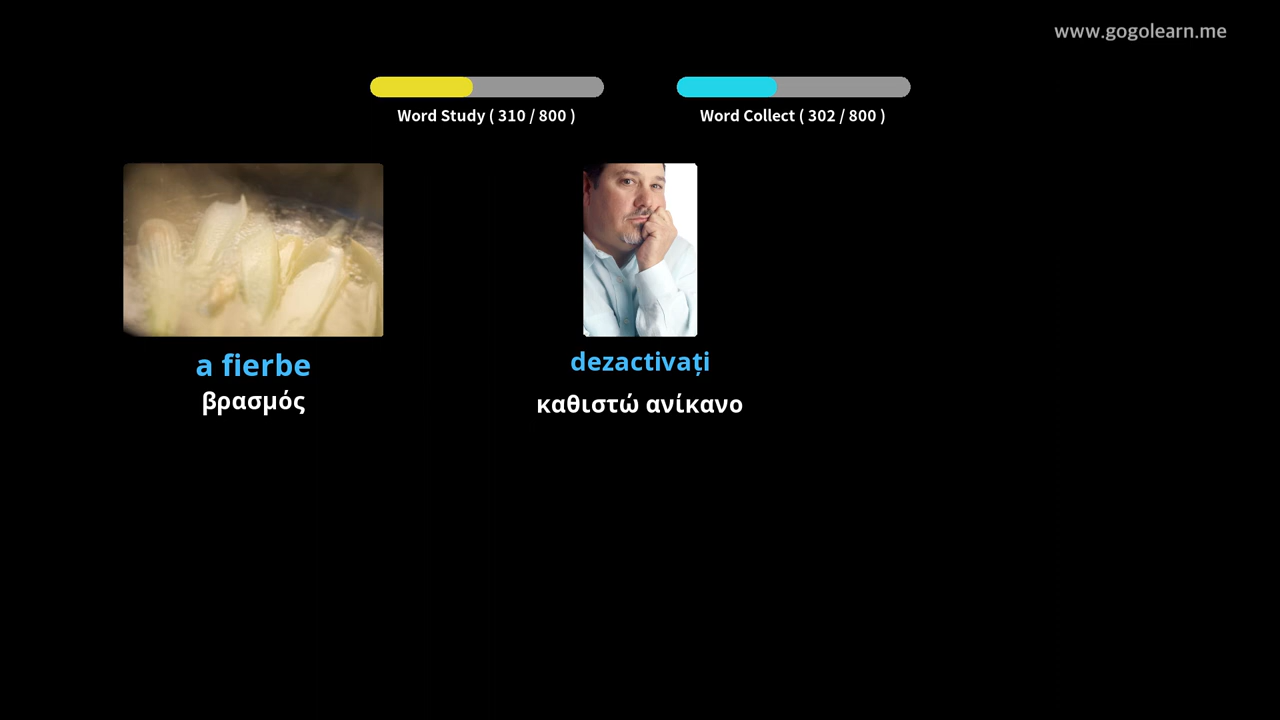 www.gogolearn.me
Word Study ( 310 / 800 )
Word Collect ( 302 / 800 )
a fierbe
βρασμός
dezactivați
καθιστώ ανίκανο